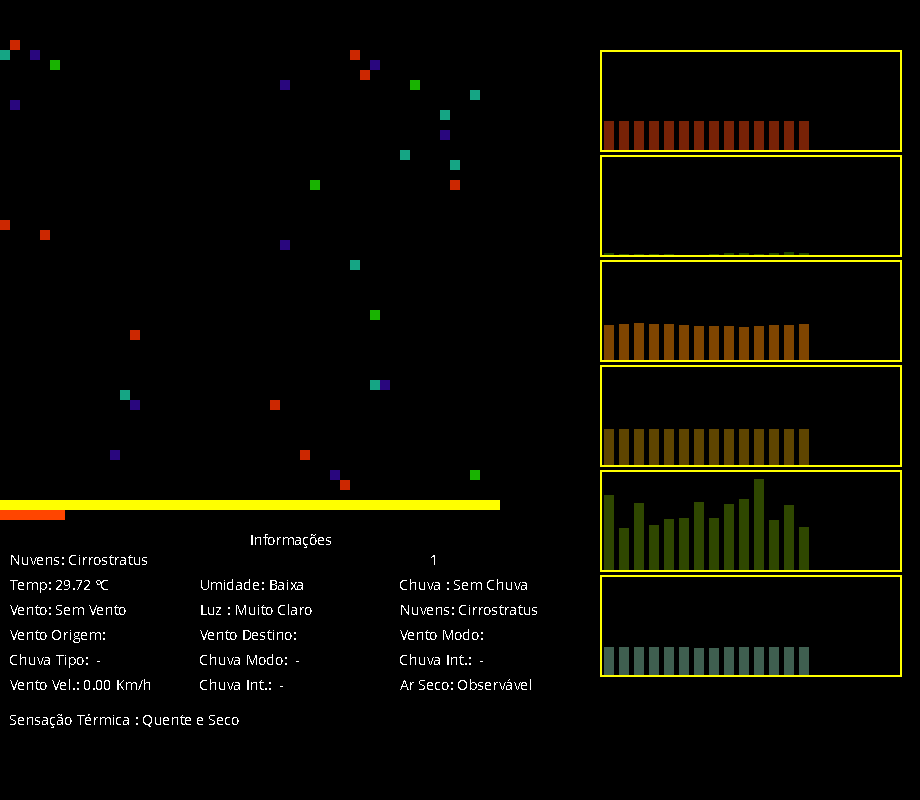 Informações
Nuvens: Cirrostratus 1
Temp: 29.72 ºC Umidade: Baixa Chuva : Sem Chuva
Vento: Sem Vento Luz : Muito Claro Nuvens: Cirrostratus
Vento Origem: Vento Destino: Vento Modo:
Chuva Tipo: - Chuva Modo: - Chuva Int.: -
Vento Vel.: 0.00 Km/h Chuva Int.: - Ar Seco: Observável
Sensação Térmica : Quente e Seco